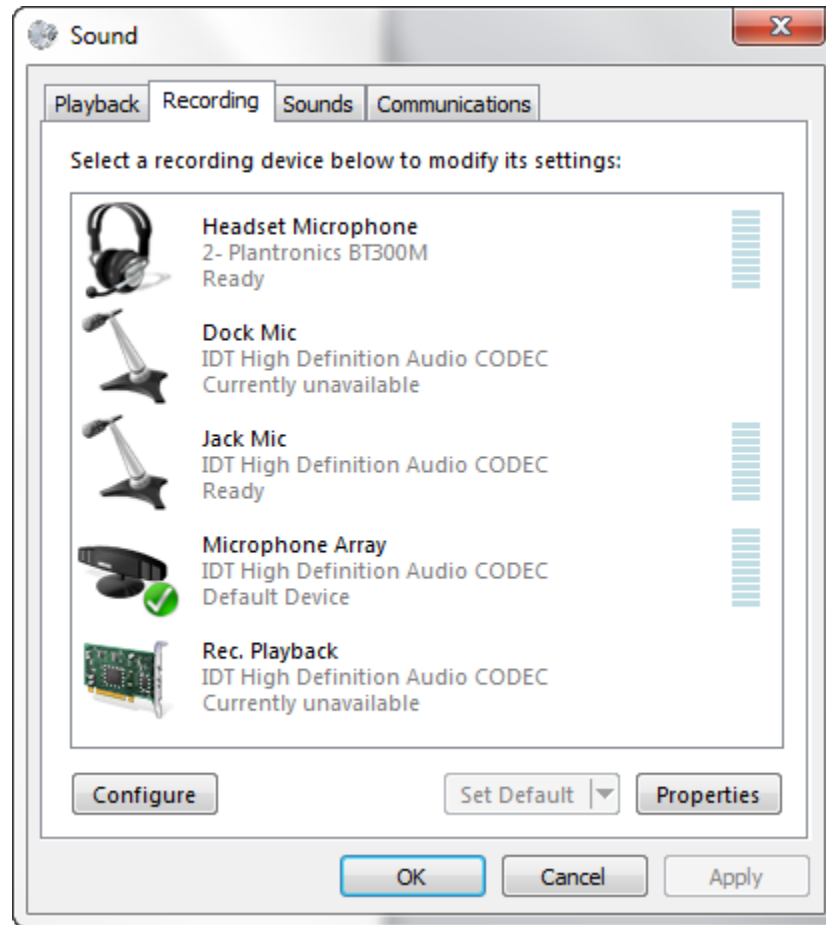 Sound
Playback Recording Sounds Communications
Select a recording device below to modify its settings:
Headset Microphone
2- Plantronics BT300M
Ready
Dock Mic
IDT High Definition Audio CODEC
Currently unavailable
Jack Mic
IDT High Definition Audio CODEC
Ready
Microphone Array
IDT High Definition Audio CODEC
Default Device
Rec. Playback
IDT High Definition Audio CODEC
Currently unavailable
Configure Set Default Properties
OK Cancel Apply